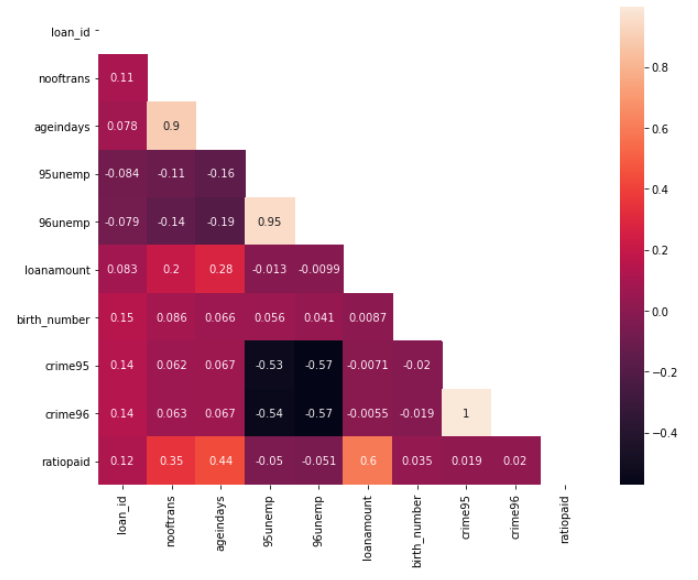 loan_id
nooftrans 0.11
ageindays 0.078 0.9
95unemp -0.084 -0.11 -0.16
96unemp -0.079 -0.14 -0.19 0.95
loanamount 0.083 0.2 0.28 -0.013 -0.0099
birth_number 0.15 0.086 0.066 0.056 0.041 0.0087
crime95 0.14 0.062 0.067 -0.53 -0.57 -0.0071 -0.02
crime96 0.14 0.063 0.067 -0.54 -0.57 -0.0055 -0.019 1
ratiopaid 0.12 0.35 0.44 -0.05 -0.051 0.6 0.035 0.019 0.02
loan_id nooftrans ageindays 95unemp 96unemp loanamount birth_number crime95 crime96 ratiopaid
0.8
0.6
0.4
0.2
0.0
−0.2
−0.4